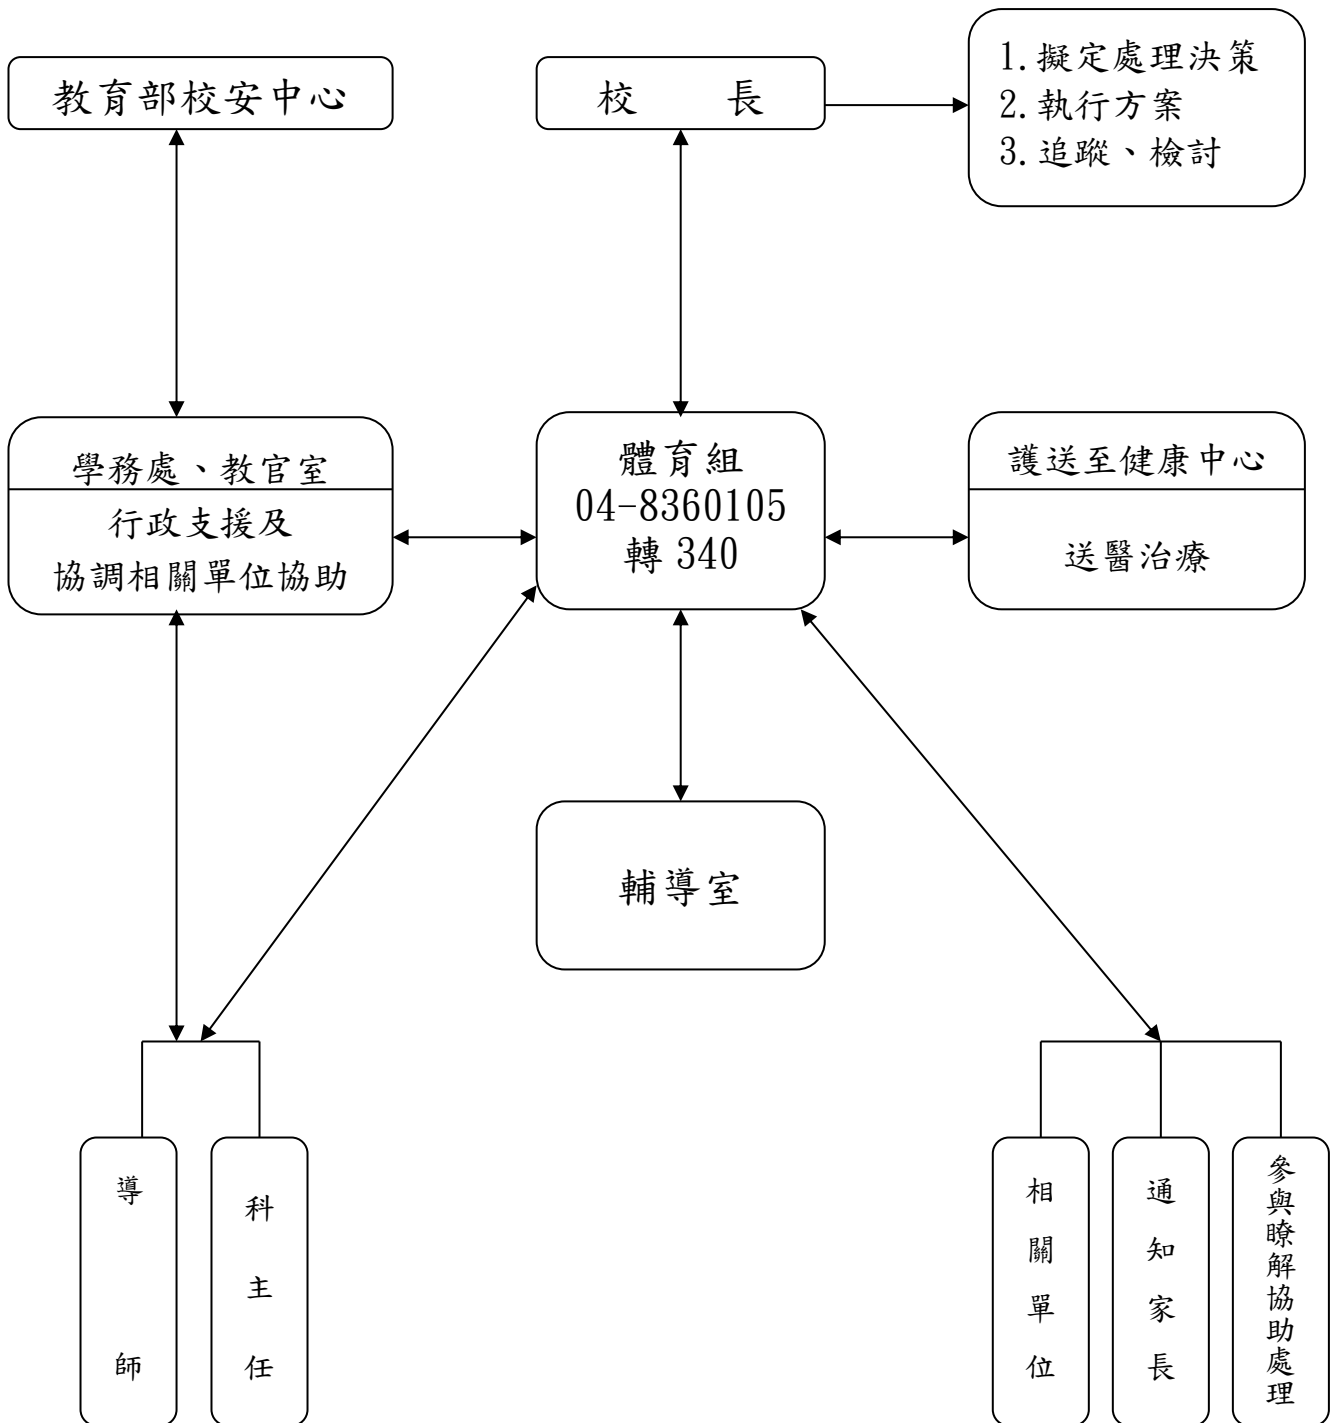 教育部校安中心
校 長
1.擬定處理決策
2.執行方案
3.追蹤、檢討
學務處、教官室
行政支援及
協調相關單位協助
體育組
04-8360105
轉 340
護送至健康中心
送醫治療
輔導室
導師
科主任
相關單位
通知家長
參與瞭解協助處理